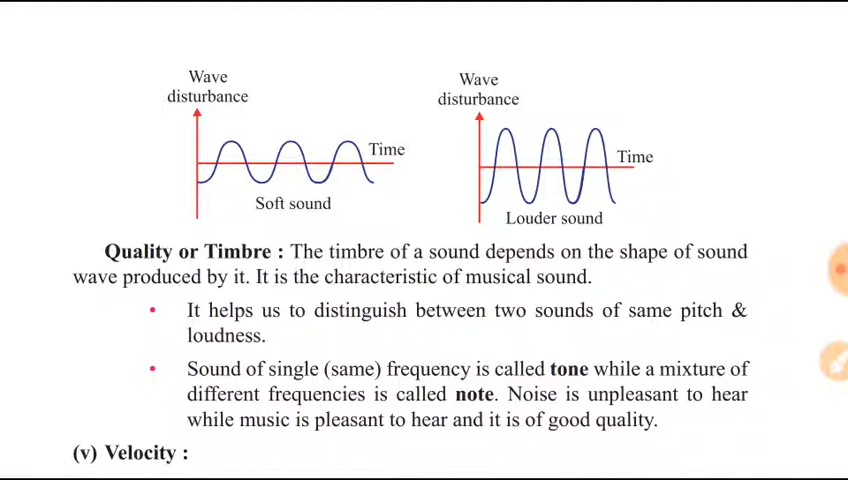 Wave
disturbance
Time
Soft sound
Wave
disturbance
Time
Louder sound
Quality or Timbre : The timbre of a sound depends on the shape of sound
wave produced by it. It is the characteristic of musical sound.
• It helps us to distinguish between two sounds of same pitch &
loudness.
• Sound of single (same) frequency is called tone while a mixture of
different frequencies is called note. Noise is unpleasant to hear
while music is pleasant to hear and it is of good quality.
(v) Velocity :